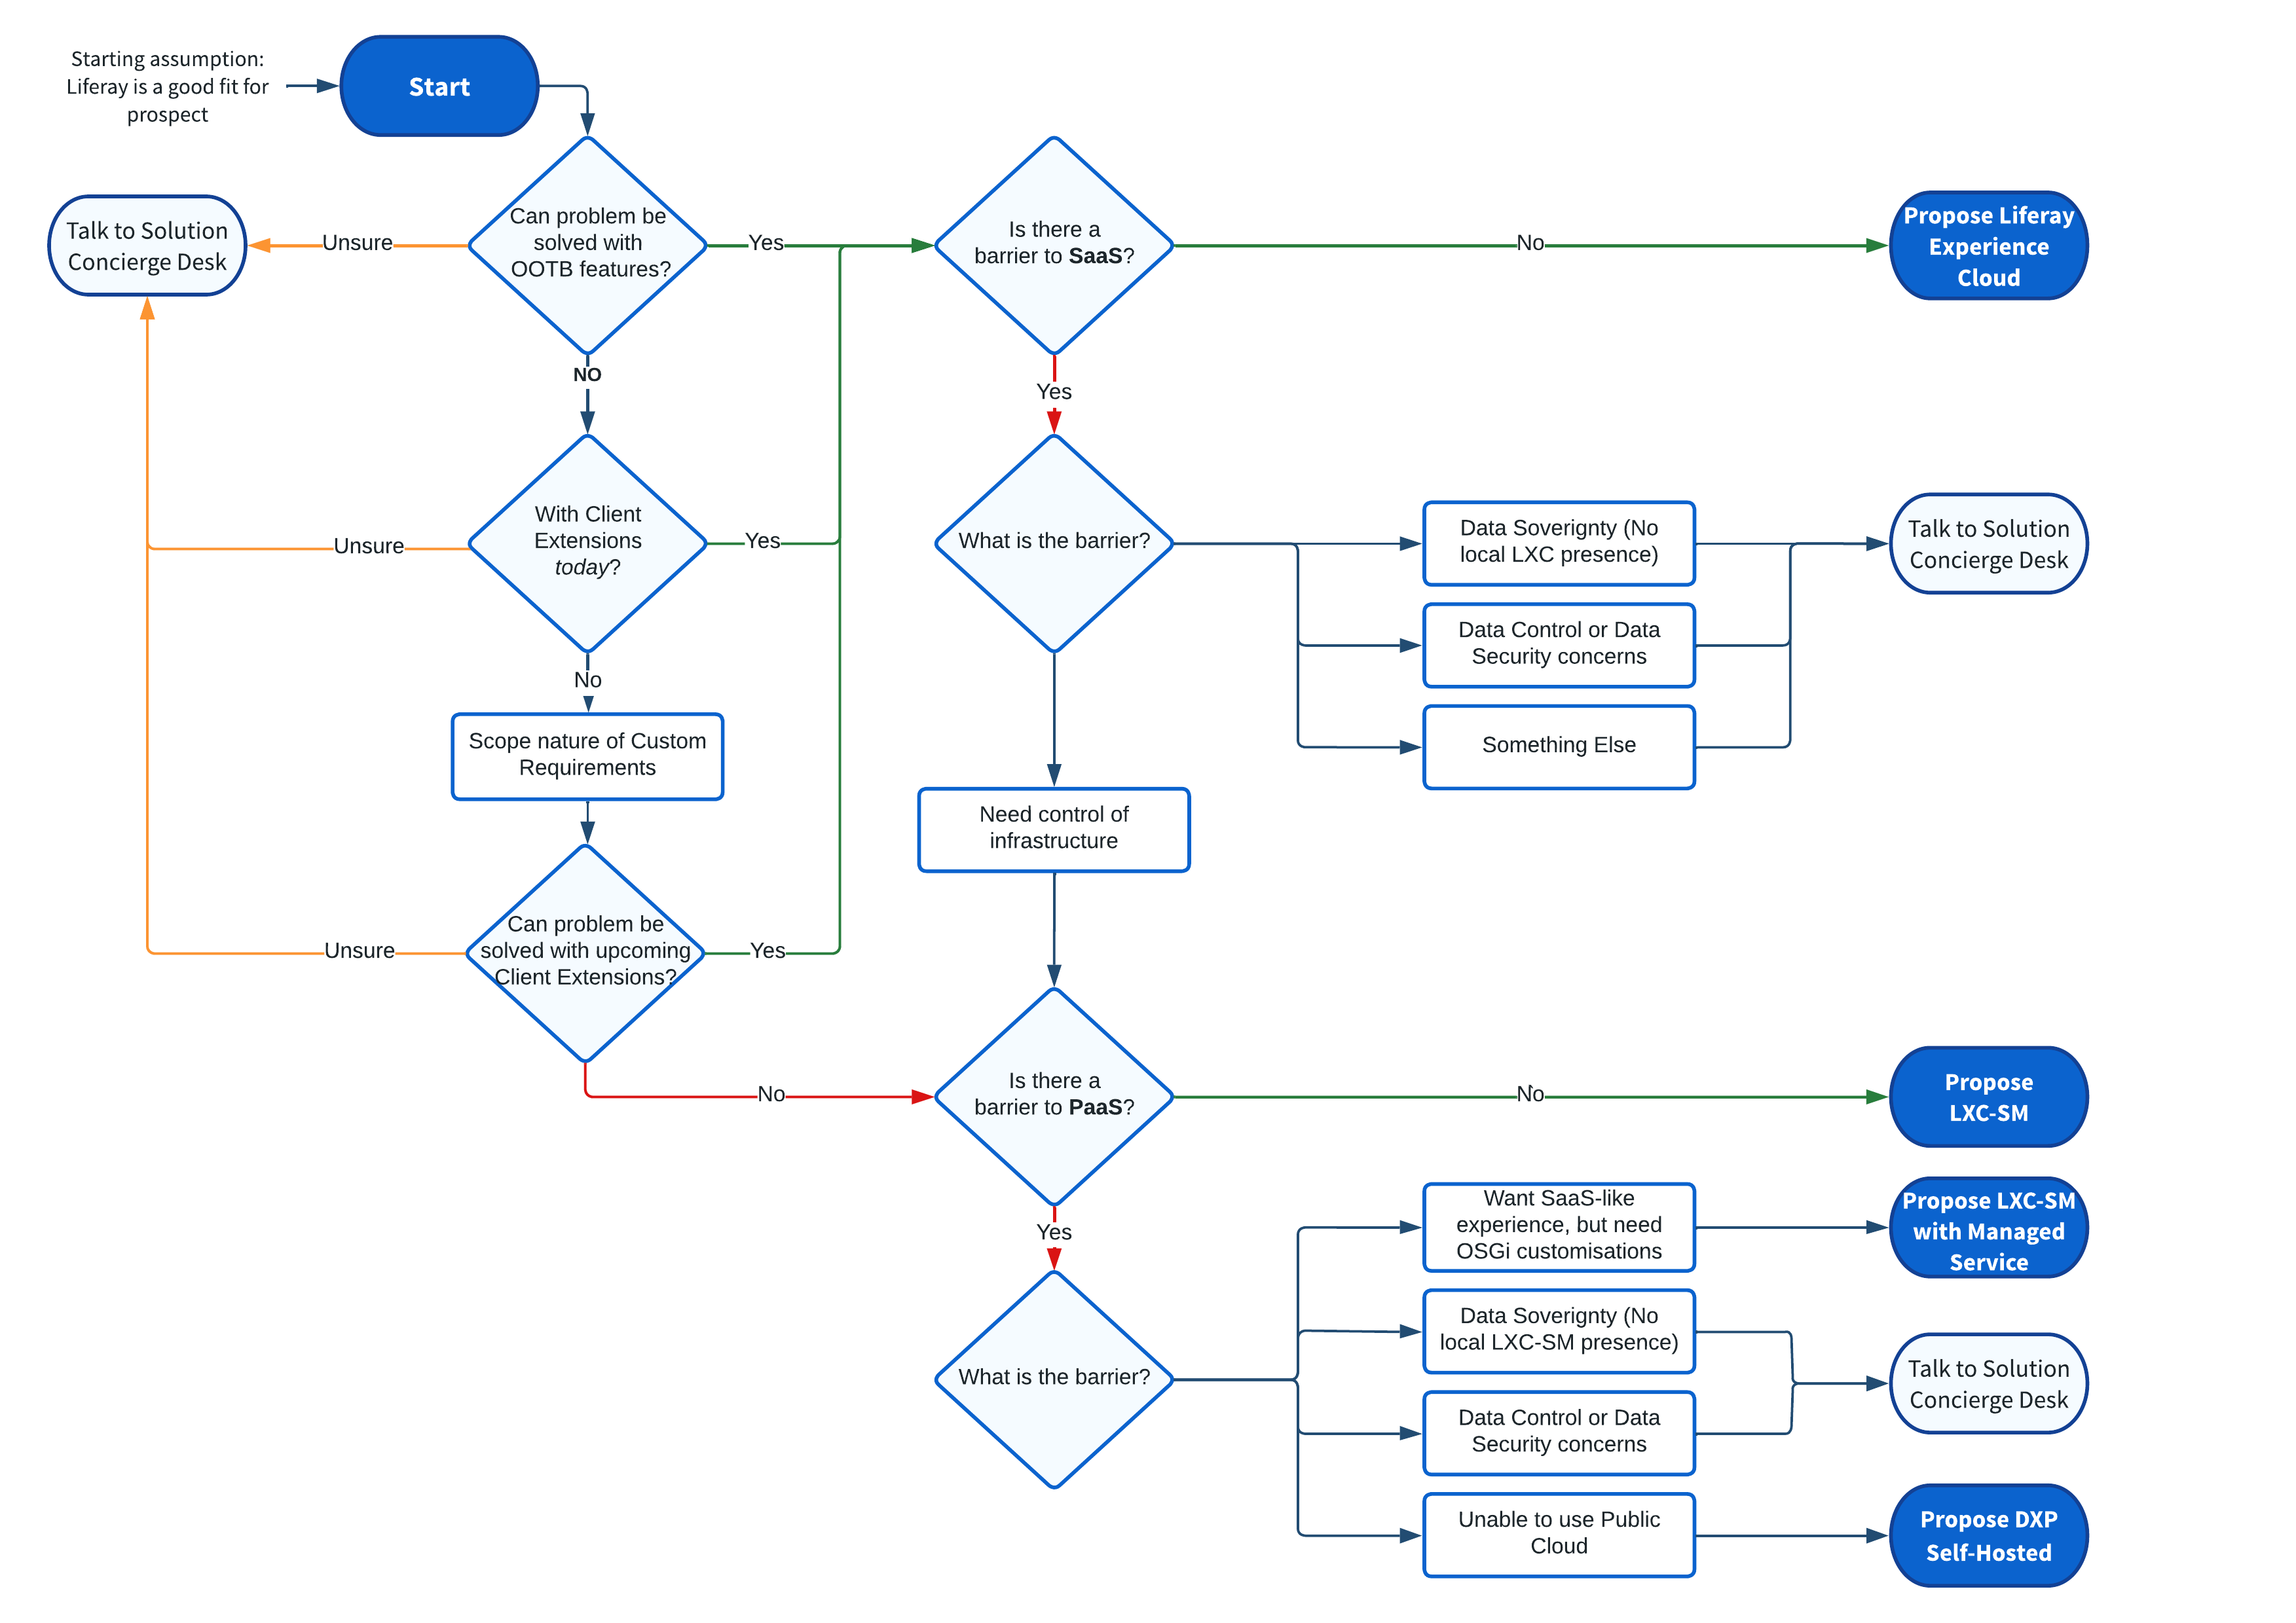 Starting assumption:
Liferay is a good fit for
prospect
Start
Can problem be
solved with
OOTB features?
Unsure
Talk to Solution
Concierge Desk
Yes
Is there a
barrier to SaaS?
No
Propose Liferay
Experience
Cloud
NO
Yes
With Client
Extensions
today?
Unsure
Yes
What is the barrier?
Data Soverignty (No
local LXC presence)
Talk to Solution
Concierge Desk
Data Control or Data
Security concerns
Something Else
No
Scope nature of Custom
Requirements
Need control of
infrastructure
Can problem be
solved with upcoming
Client Extensions?
Unsure
Yes
No
Is there a
barrier to PaaS?
No
Propose
LXC-SM
Yes
What is the barrier?
Want SaaS-like
experience, but need
OSGi customisations
Propose LXC-SM
with Managed
Service
Data Soverignty (No
local LXC-SM presence)
Data Control or Data
Security concerns
Talk to Solution
Concierge Desk
Unable to use Public
Cloud
Propose DXP
Self-Hosted